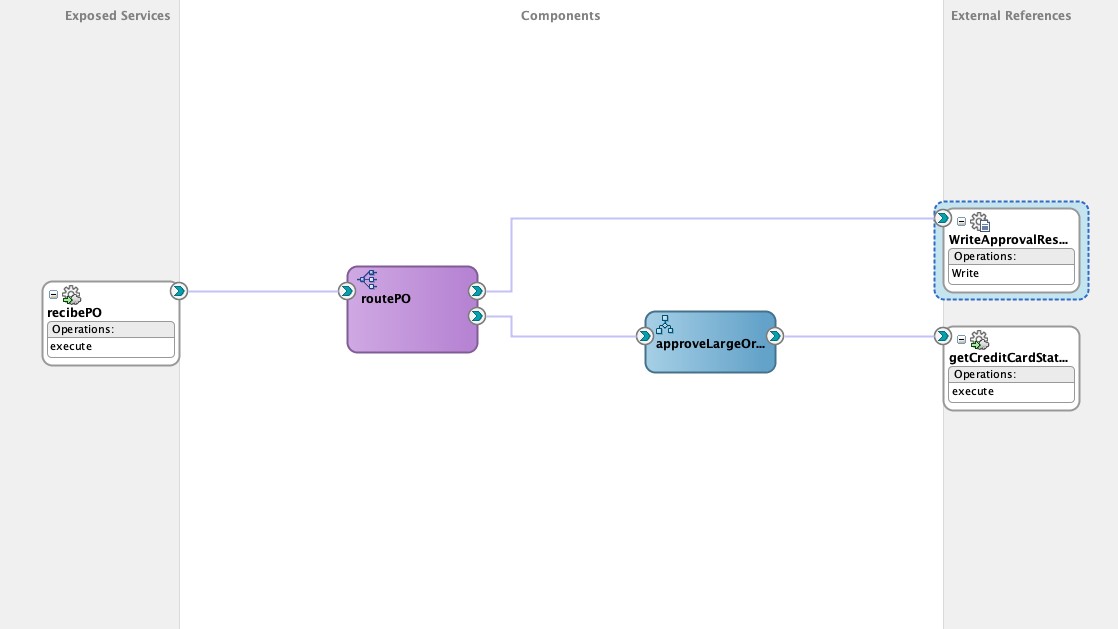 Exposed Services
Components
External References
recibePO
Operations:
execute
routePO
approveLargeOr...
WriteApprovalRes...
Operations:
Write
getCreditCardStat...
Operations:
execute